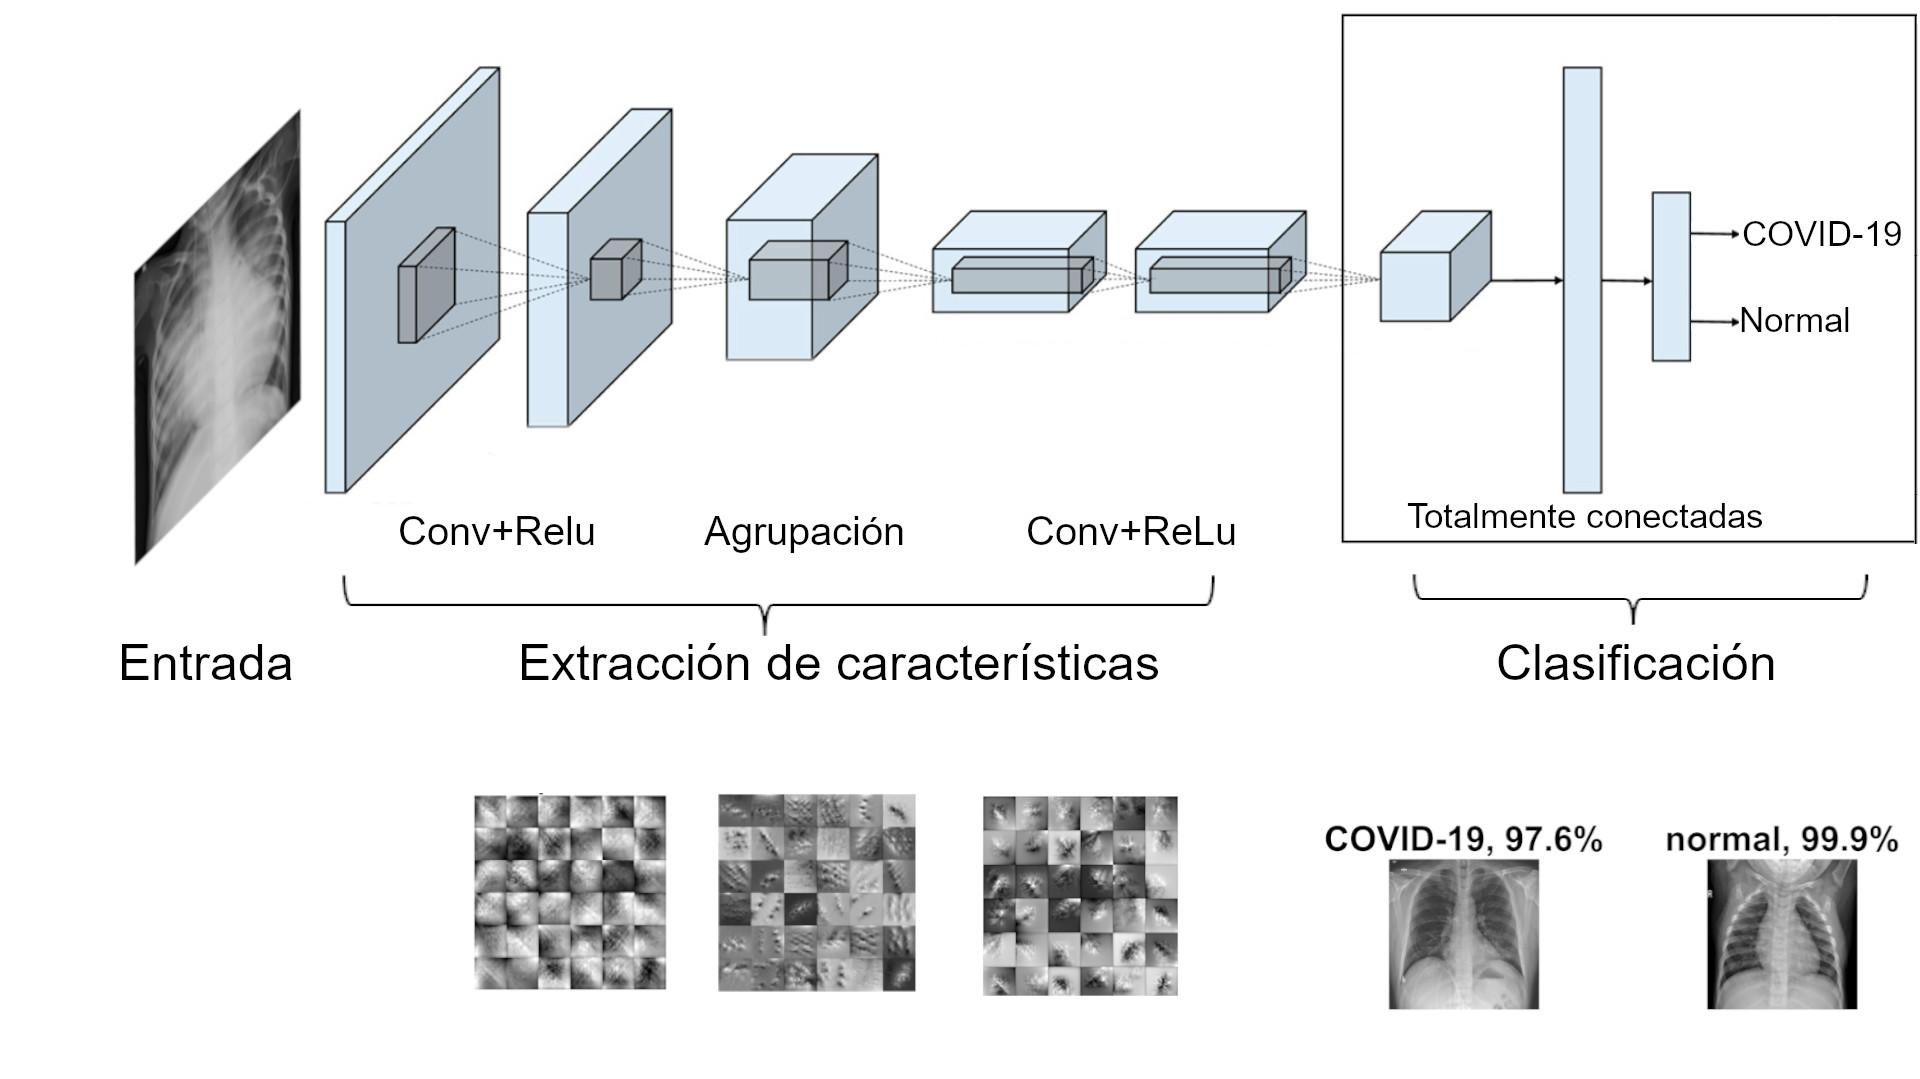 COVID-19
Normal
Totalmente conectadas
Conv+Relu
Agrupación
Conv+ReLu
Entrada
Extracción de características
Clasificación
COVID-19, 97.6%
normal, 99.9%